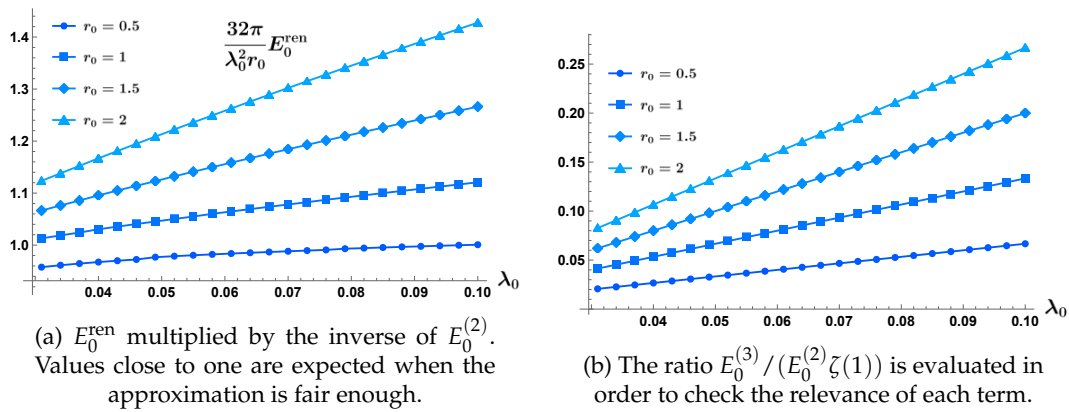 r₀ = 0.5
r₀ = 1
r₀ = 1.5
r₀ = 2
32π/(λ₀²r₀) E₀^ren
1.4
1.3
1.2
1.1
1.0
0.04 0.05 0.06 0.07 0.08 0.09 0.10
λ₀
(a) E₀^ren multiplied by the inverse of E₀^(2).
Values close to one are expected when the
approximation is fair enough.
r₀ = 0.5
r₀ = 1
r₀ = 1.5
r₀ = 2
0.25
0.20
0.15
0.10
0.05
0.04 0.05 0.06 0.07 0.08 0.09 0.10
λ₀
(b) The ratio E₀^(3)/(E₀^(2)ζ(1)) is evaluated in
order to check the relevance of each term.